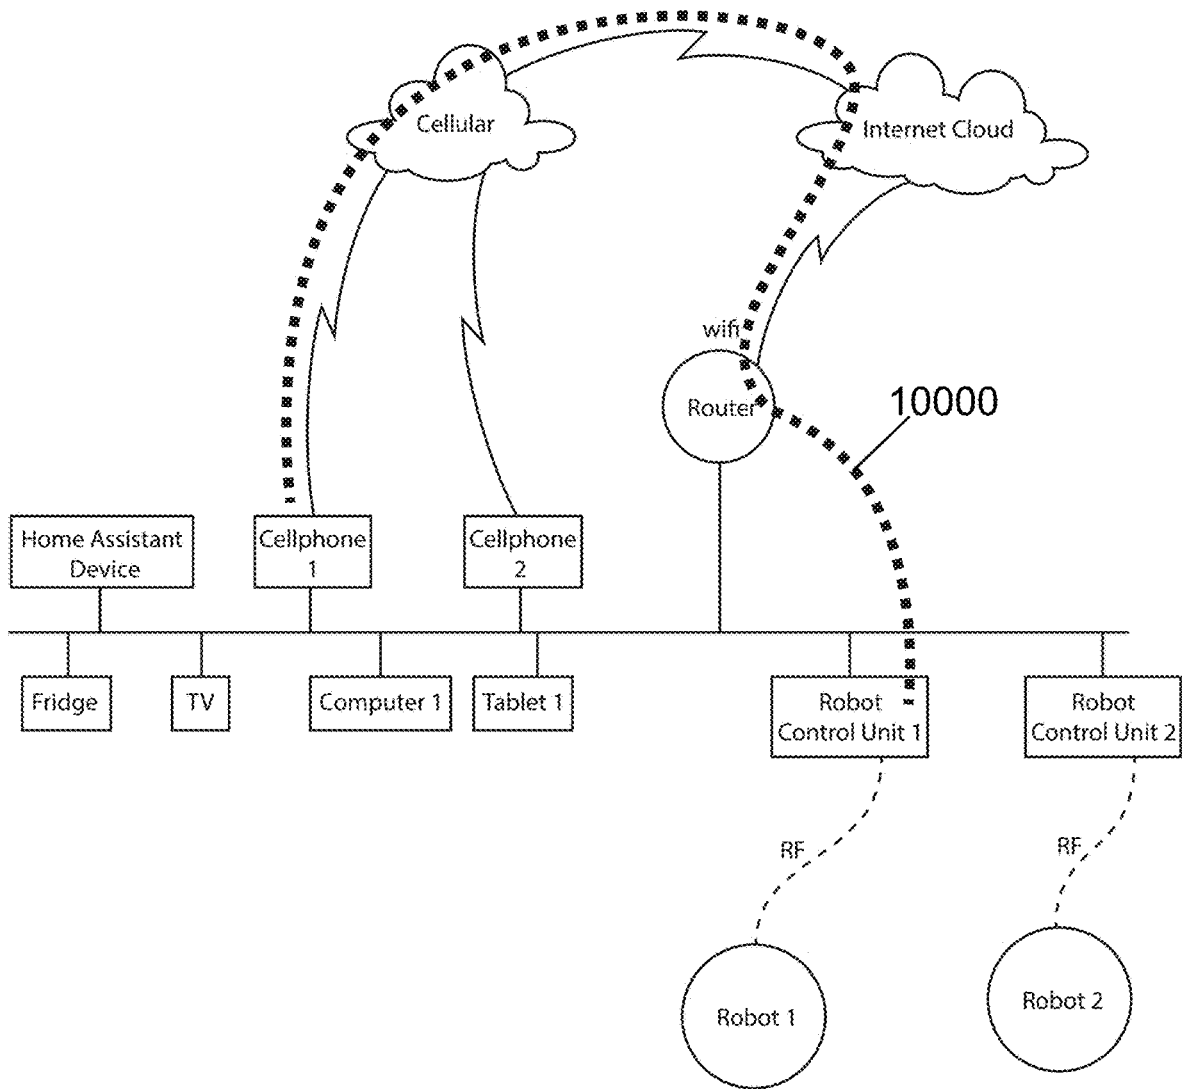 Cellular
Internet Cloud
wifi
Router
10000
Home Assistant
Device
Cellphone
1
Cellphone
2
Fridge
TV
Computer 1
Tablet 1
Robot
Control Unit 1
Robot
Control Unit 2
RF
RF
Robot 1
Robot 2